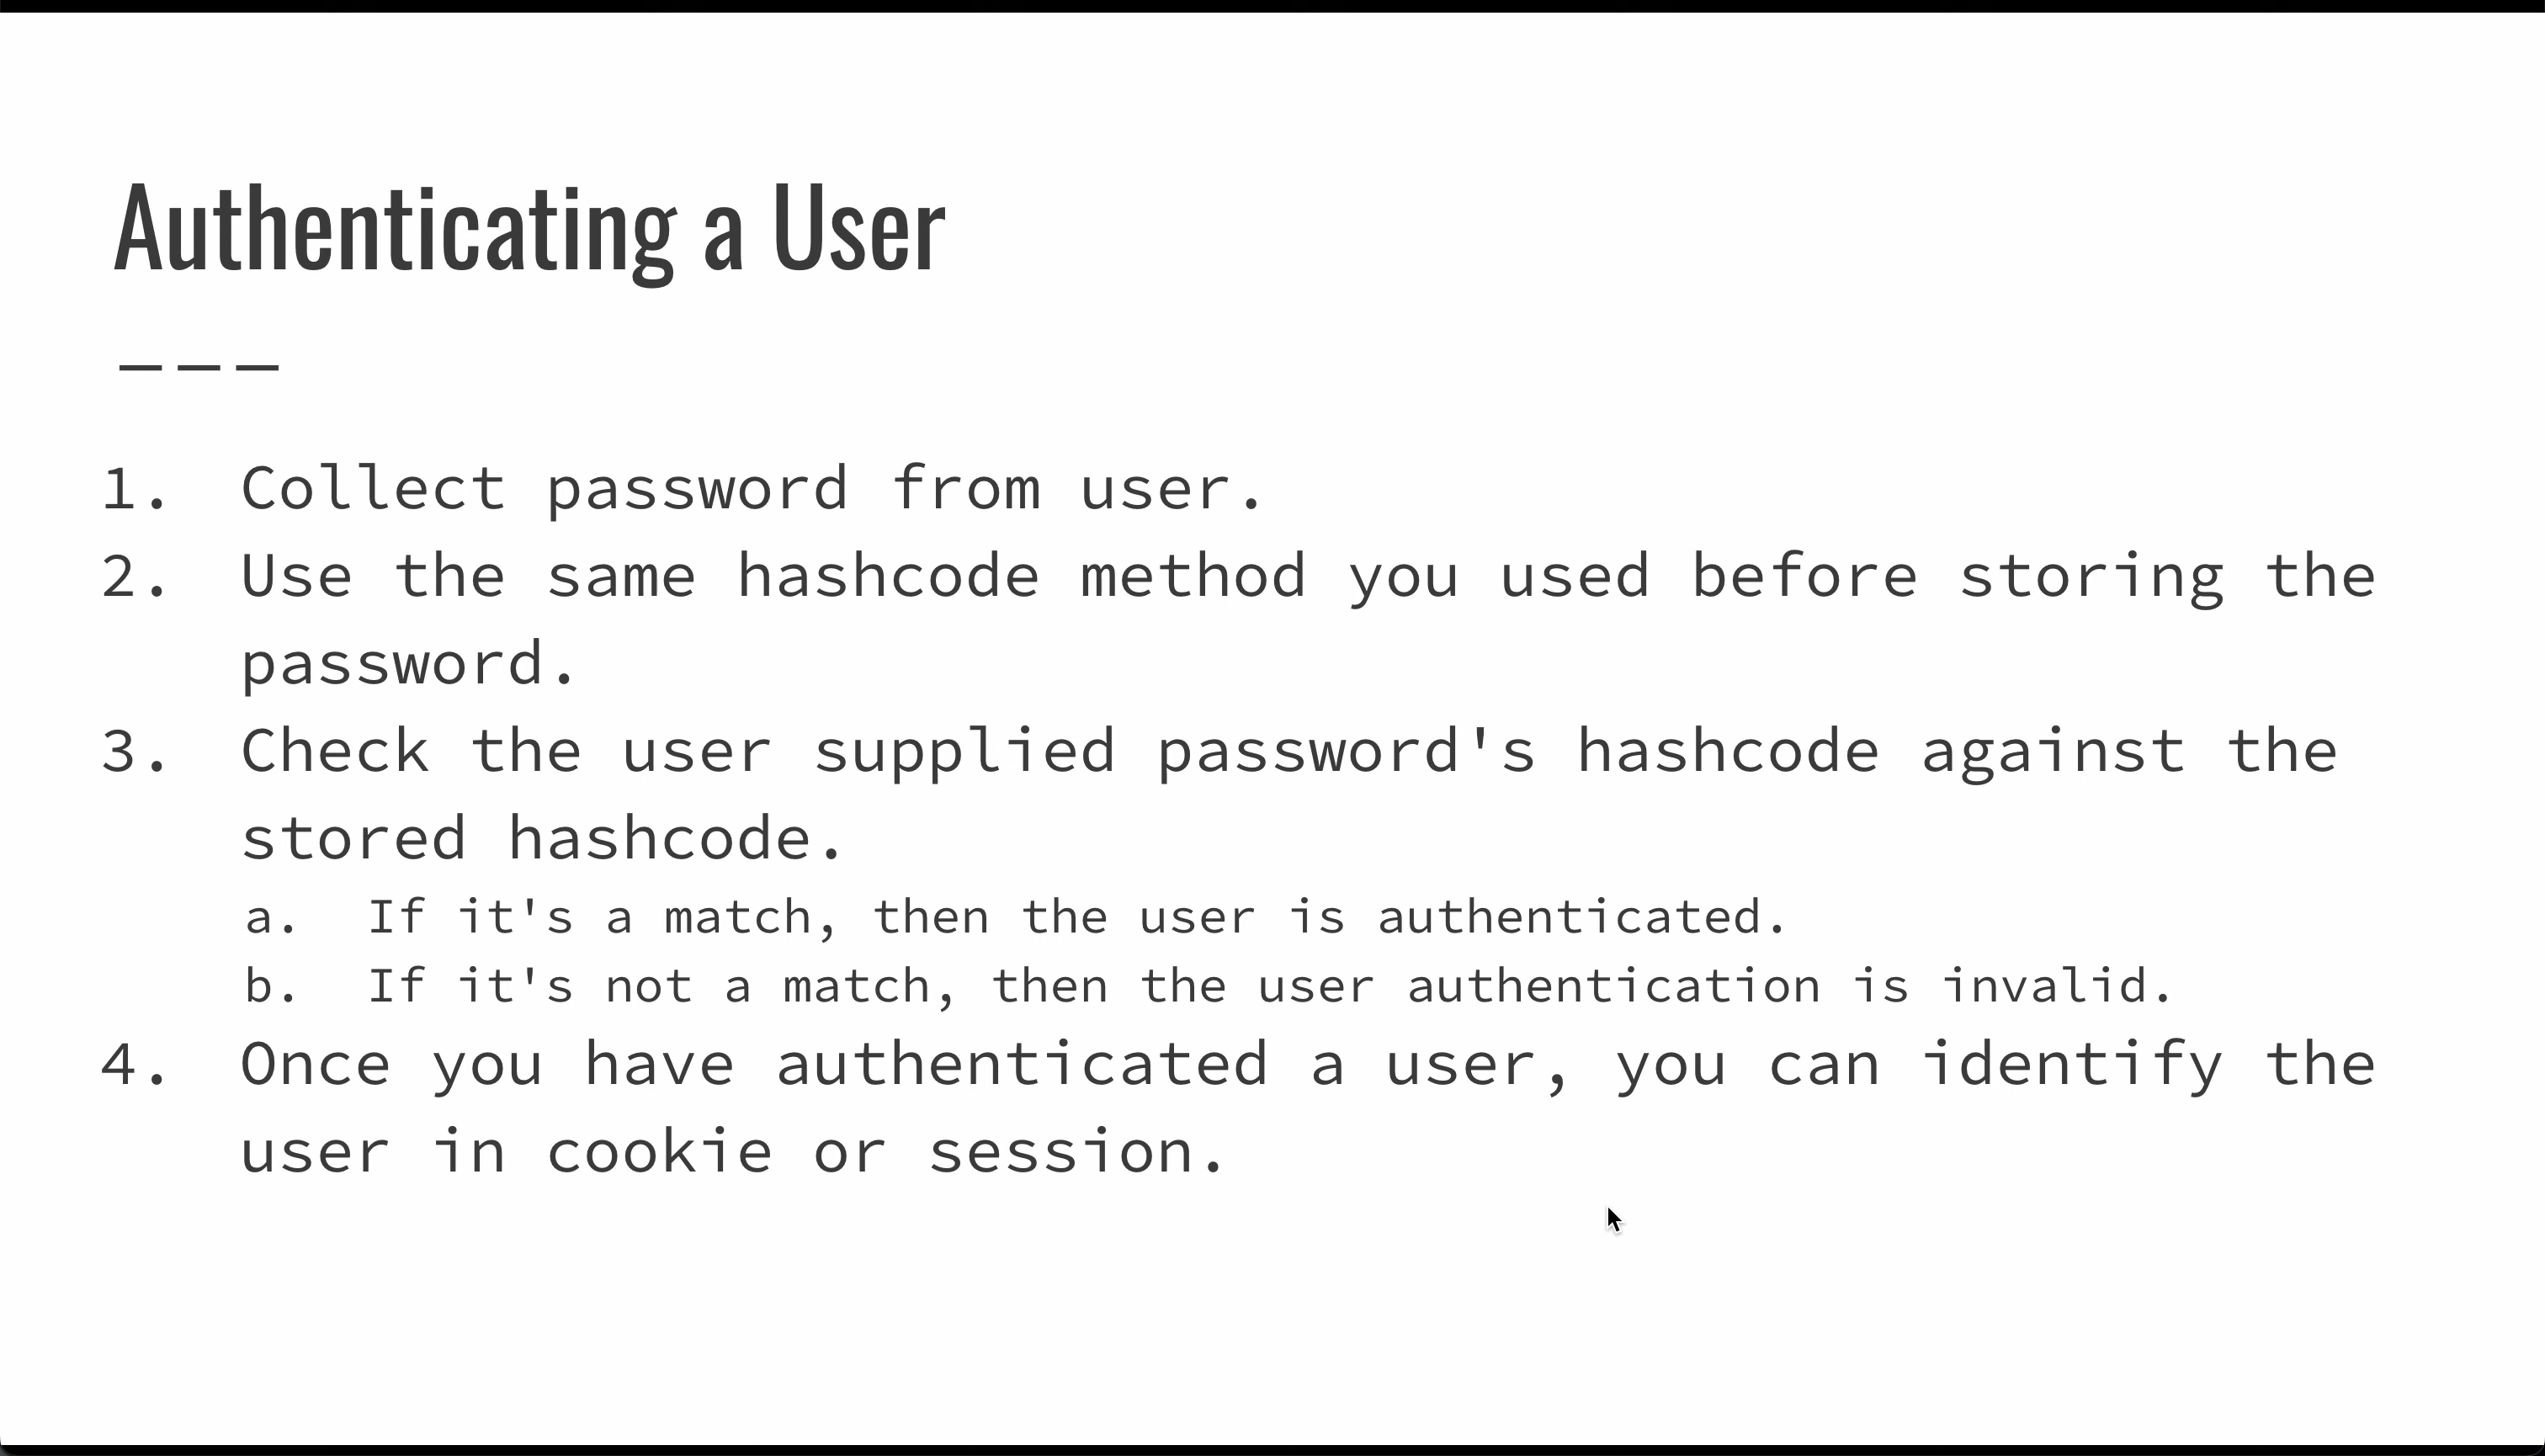 Authenticating a User
———
1. Collect password from user.
2. Use the same hashcode method you used before storing the
password.
3. Check the user supplied password's hashcode against the
stored hashcode.
a. If it's a match, then the user is authenticated.
b. If it's not a match, then the user authentication is invalid.
4. Once you have authenticated a user, you can identify the
user in cookie or session.